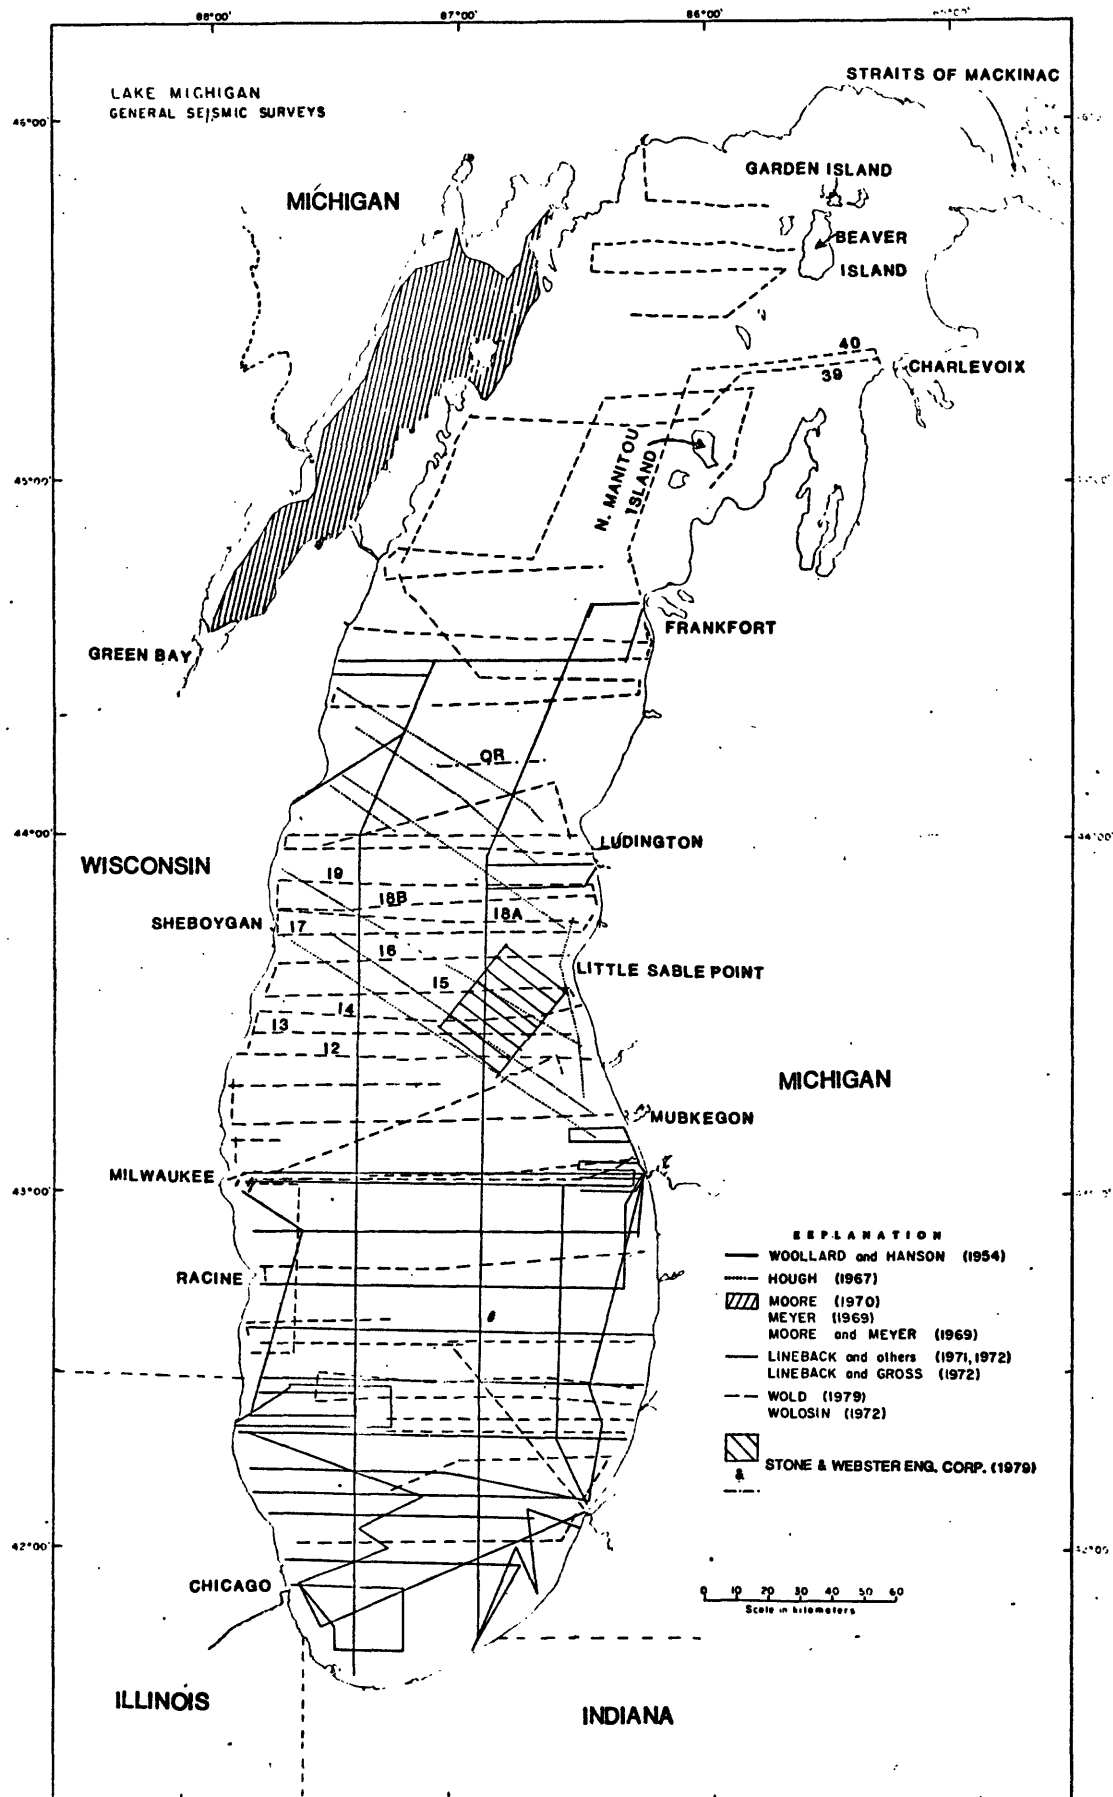 88°00' 87°00' 86°00'
STRAITS OF MACKINAC
LAKE MICHIGAN
GENERAL SEISMIC SURVEYS
46°00'
GARDEN ISLAND
MICHIGAN
BEAVER
ISLAND
40
39
CHARLEVOIX
N. MANITOU
ISLAND
45°00'
FRANKFORT
GREEN BAY
QR
44°00' 44°00'
LUDINGTON
WISCONSIN
19
18B
18A
SHEBOYGAN
17
16
LITTLE SABLE POINT
15
14
13
12
MICHIGAN
MUBKEGON
MILWAUKEE
43°00'
EEPLANATION
WOOLLARD and HANSON (1954)
RACINE
HOUGH (1967)
MOORE (1970)
MEYER (1969)
MOORE and MEYER (1969)
LINEBACK and others (1971,1972)
LINEBACK and GROSS (1972)
WOLD (1979)
WOLOSIN (1972)
STONE & WEBSTER ENG. CORP. (1979)
&
42°00'
CHICAGO
0 10 20 30 40 50 60
Scale in kilometers
ILLINOIS
INDIANA